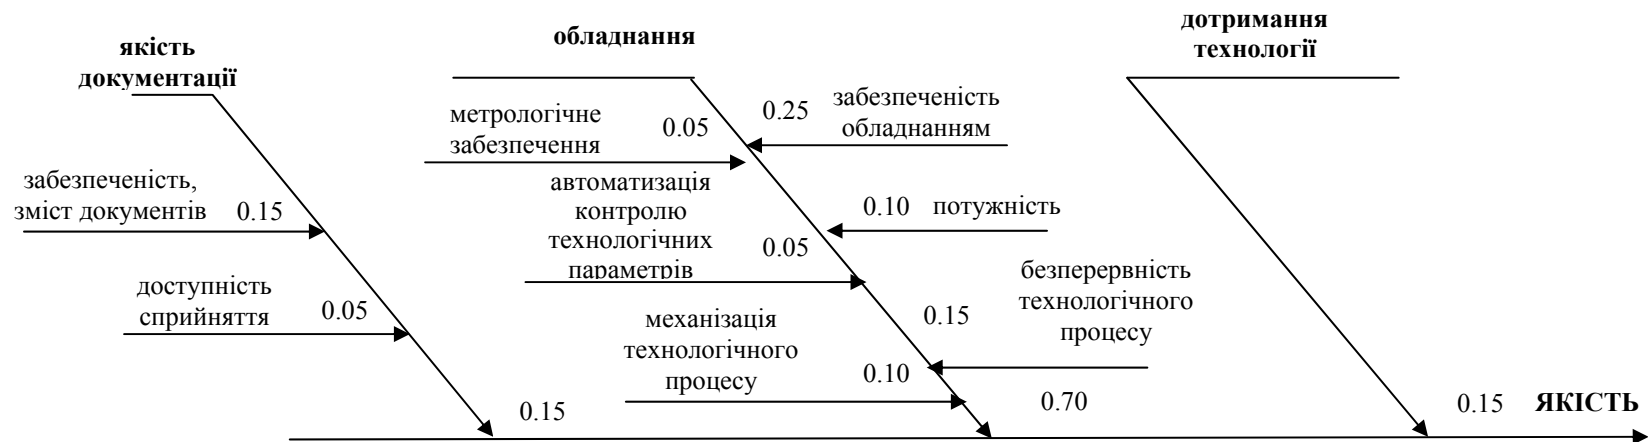 якість
документації
обладнання
дотримання
технології
метрологічне
забезпечення
0.05
0.25
забезпеченість
обладнанням
забезпеченість,
зміст документів
0.15
автоматизація
контролю
технологічних
параметрів
0.05
0.10
потужність
доступність
сприйняття
0.05
безперервність
технологічного
процесу
0.15
механізація
технологічного
процесу
0.10
0.15
0.70
0.15
ЯКІСТЬ